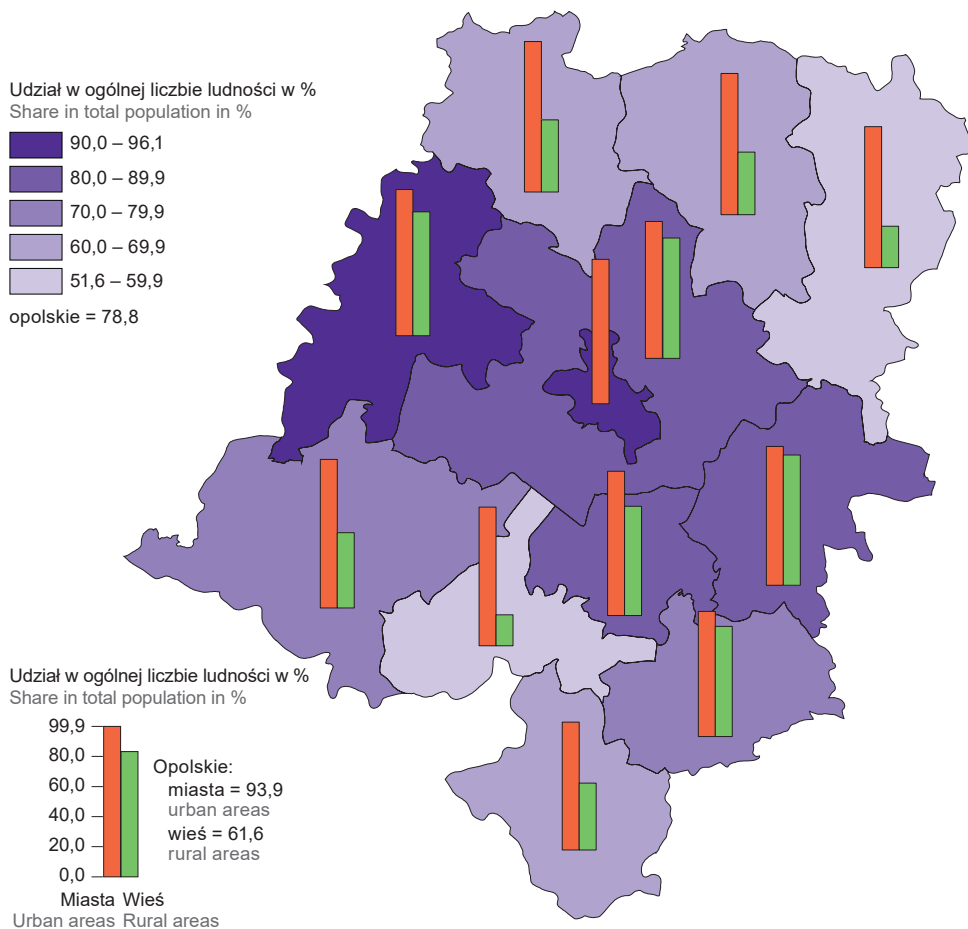 Udział w ogólnej liczbie ludności w %
Share in total population in %
90,0 – 96,1
80,0 – 89,9
70,0 – 79,9
60,0 – 69,9
51,6 – 59,9
opolskie = 78,8
Udział w ogólnej liczbie ludności w %
Share in total population in %
99,9
80,0
60,0
40,0
20,0
0,0
Opolskie:
miasta = 93,9
urban areas
wieś = 61,6
rural areas
Miasta Wieś
Urban areas Rural areas